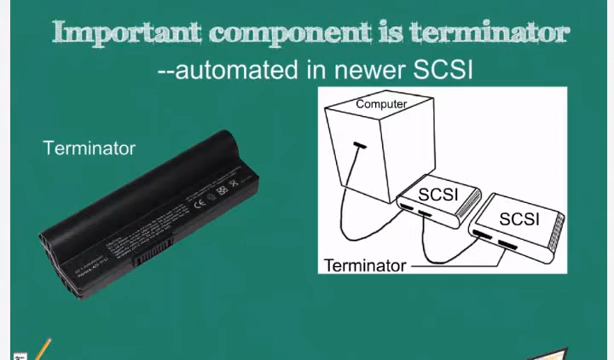 Important component is terminator
--automated in newer SCSI
Terminator
Computer
SCSI
SCSI
Terminator